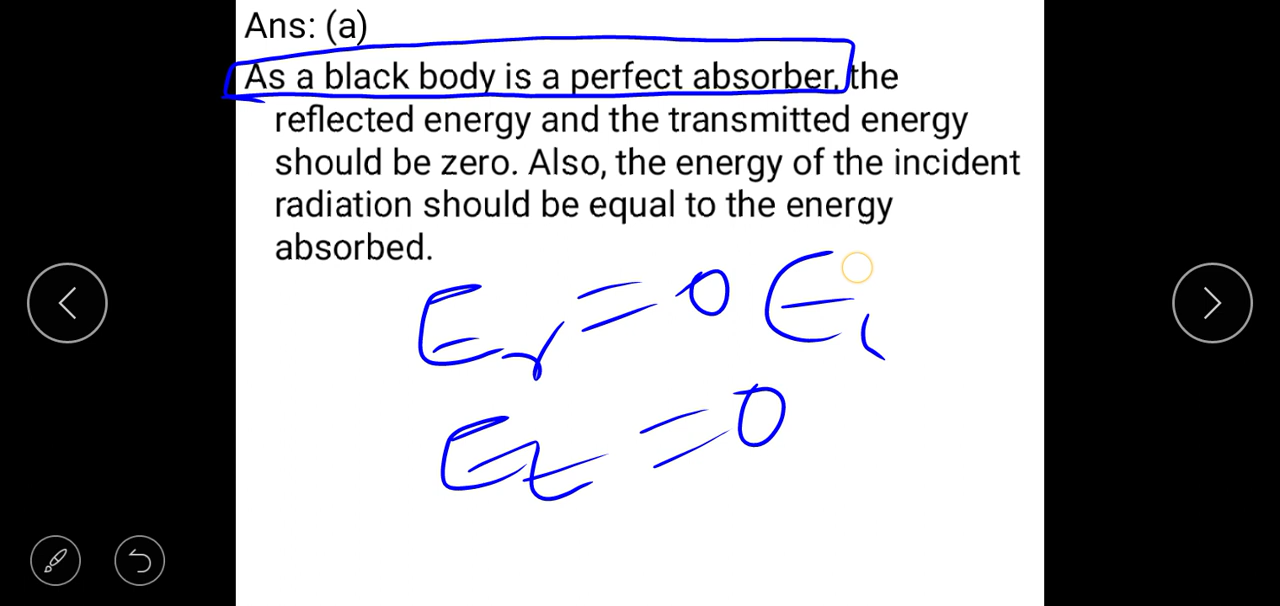 Ans: (a)
As a black body is a perfect absorber, the
reflected energy and the transmitted energy
should be zero. Also, the energy of the incident
radiation should be equal to the energy
absorbed.
Er = 0 Ei
Et = 0